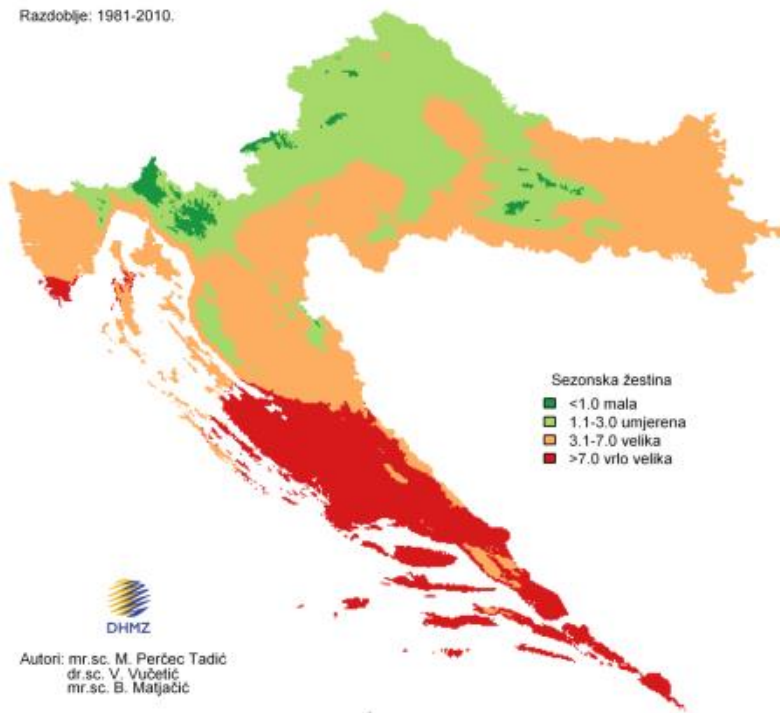 Razdoblje: 1981-2010.
Sezonska žestina
<1.0 mala
1.1-3.0 umjerena
3.1-7.0 velika
>7.0 vrlo velika
DHMZ
Autori: mr.sc. M. Perčec Tadić
dr.sc. V. Vučetić
mr.sc. B. Matjačić